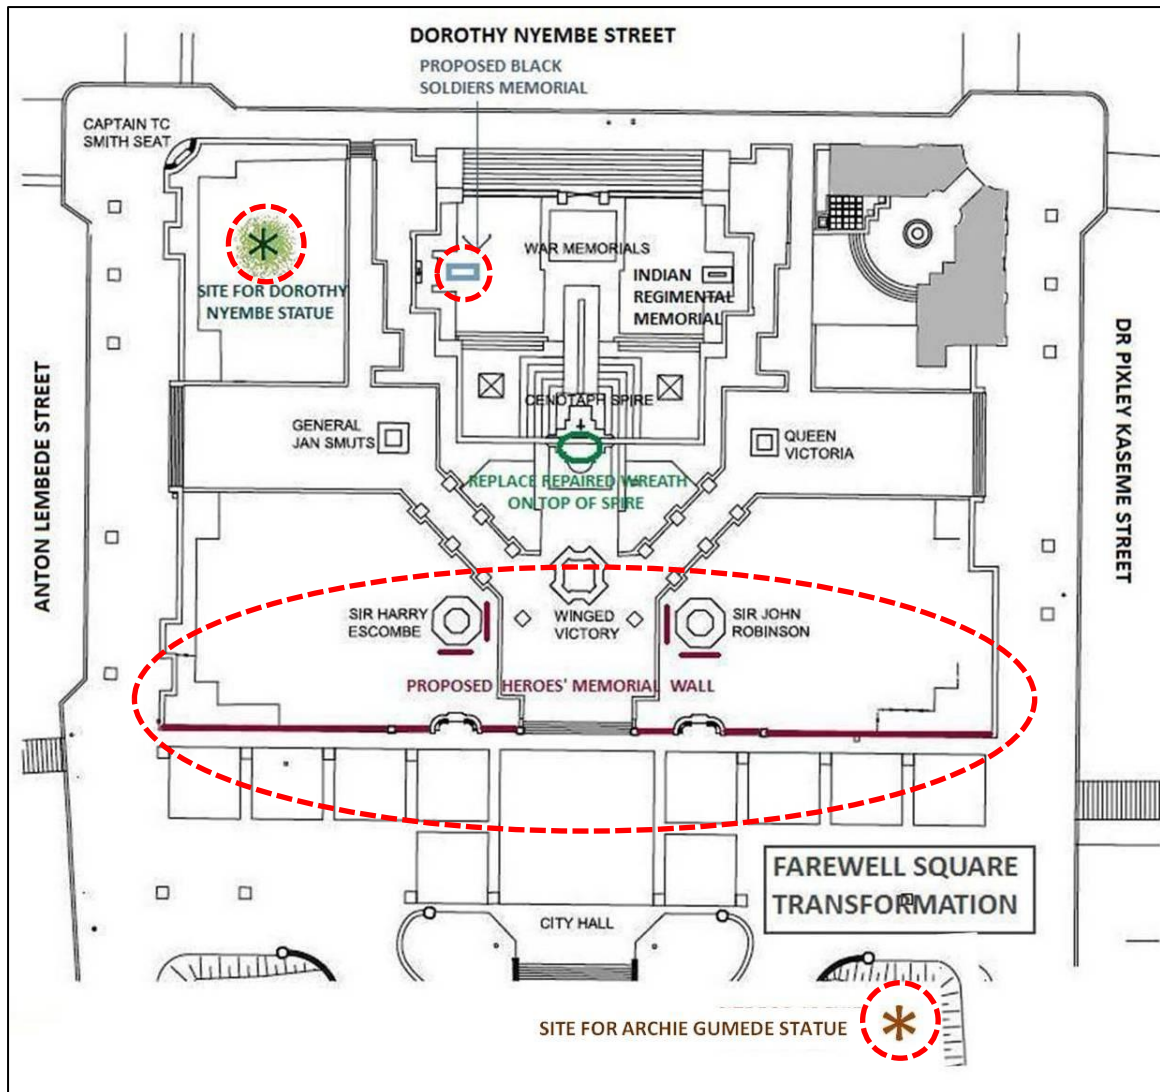 DOROTHY NYEMBE STREET
PROPOSED BLACK
SOLDIERS MEMORIAL
CAPTAIN TC
SMITH SEAT
WAR MEMORIALS
INDIAN
REGIMENTAL
MEMORIAL
SITE FOR DOROTHY
NYEMBE STATUE
ANTON LEMBEDE STREET
DR PIXLEY KASEME STREET
CENOTAPH SPIRE
GENERAL
JAN SMUTS
QUEEN
VICTORIA
REPLACE REPAIRED WREATH
ON TOP OF SPIRE
SIR HARRY
ESCOMBE
WINGED
VICTORY
SIR JOHN
ROBINSON
PROPOSED HEROES' MEMORIAL WALL
FAREWELL SQUARE
TRANSFORMATION
CITY HALL
SITE FOR ARCHIE GUMEDE STATUE